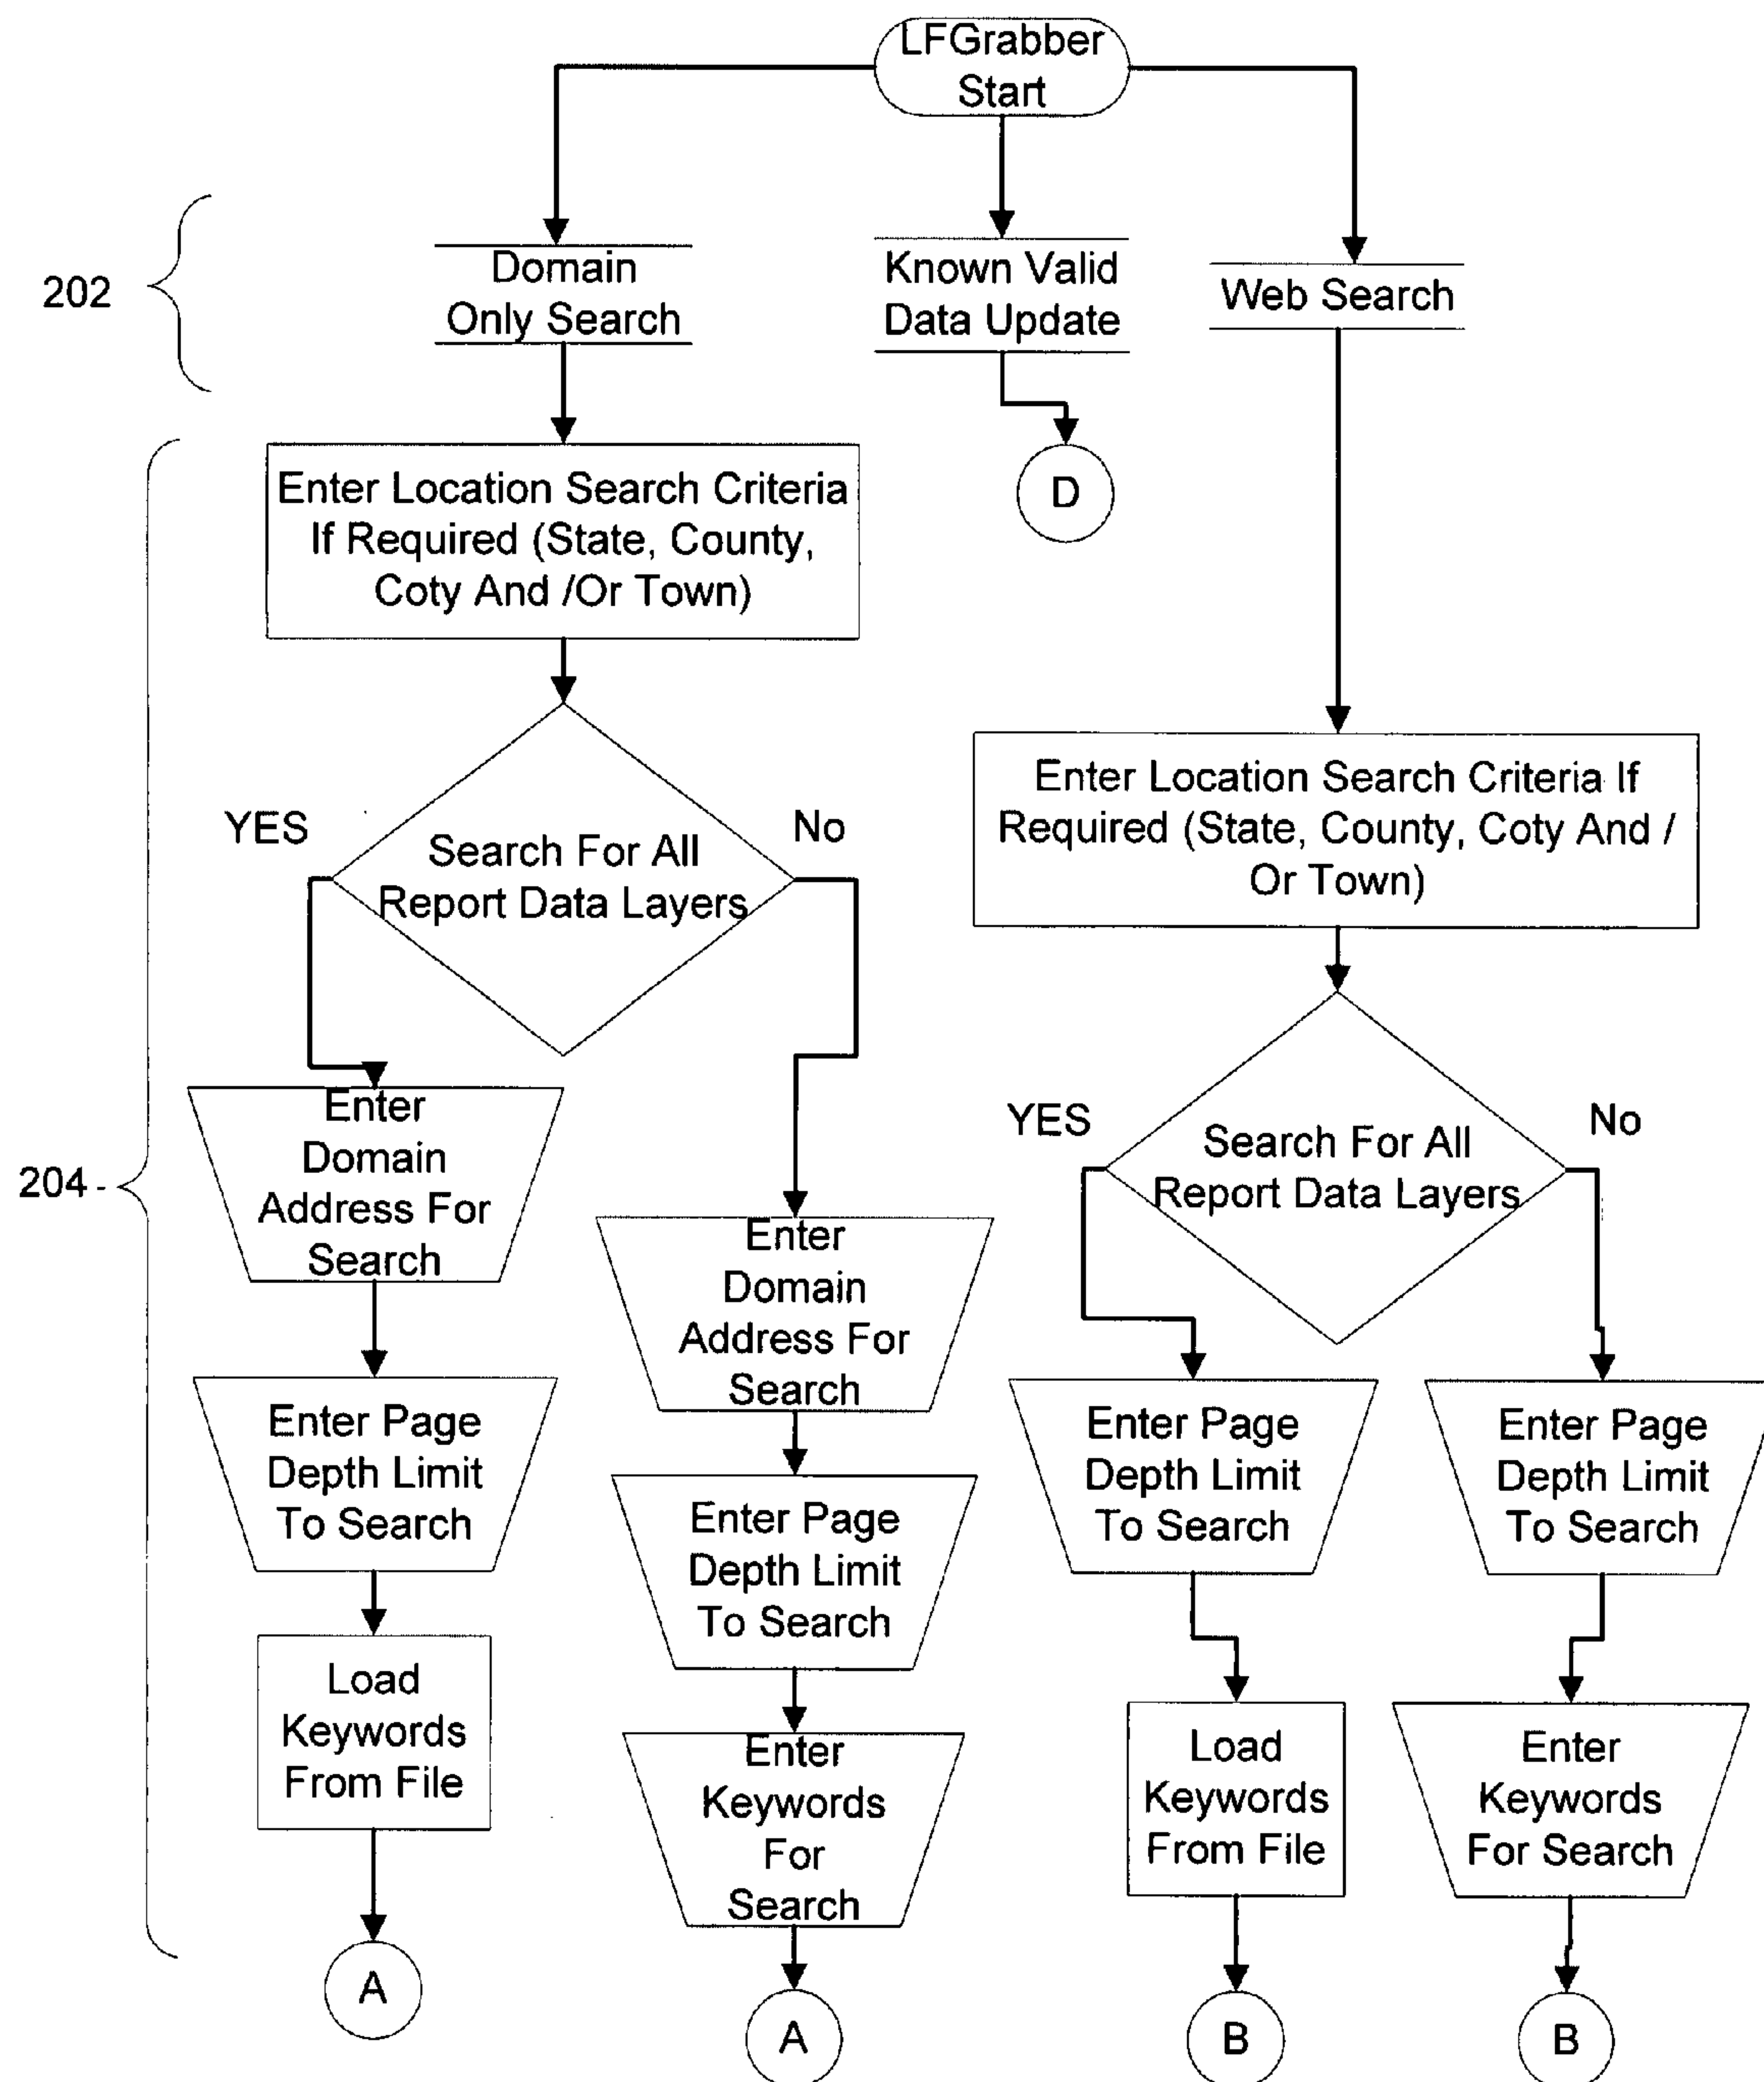 LFGrabber
Start
202
Domain
Only Search
Known Valid
Data Update
Web Search
Enter Location Search Criteria
If Required (State, County,
Coty And /Or Town)
D
Enter Location Search Criteria If
Required (State, County, Coty And /
Or Town)
YES
No
Search For All
Report Data Layers
204
Enter
Domain
Address For
Search
Enter
Domain
Address For
Search
YES
No
Search For All
Report Data Layers
Enter Page
Depth Limit
To Search
Enter Page
Depth Limit
To Search
Enter Page
Depth Limit
To Search
Enter Page
Depth Limit
To Search
Load
Keywords
From File
Enter
Keywords
For
Search
Load
Keywords
From File
Enter
Keywords
For Search
A
A
B
B